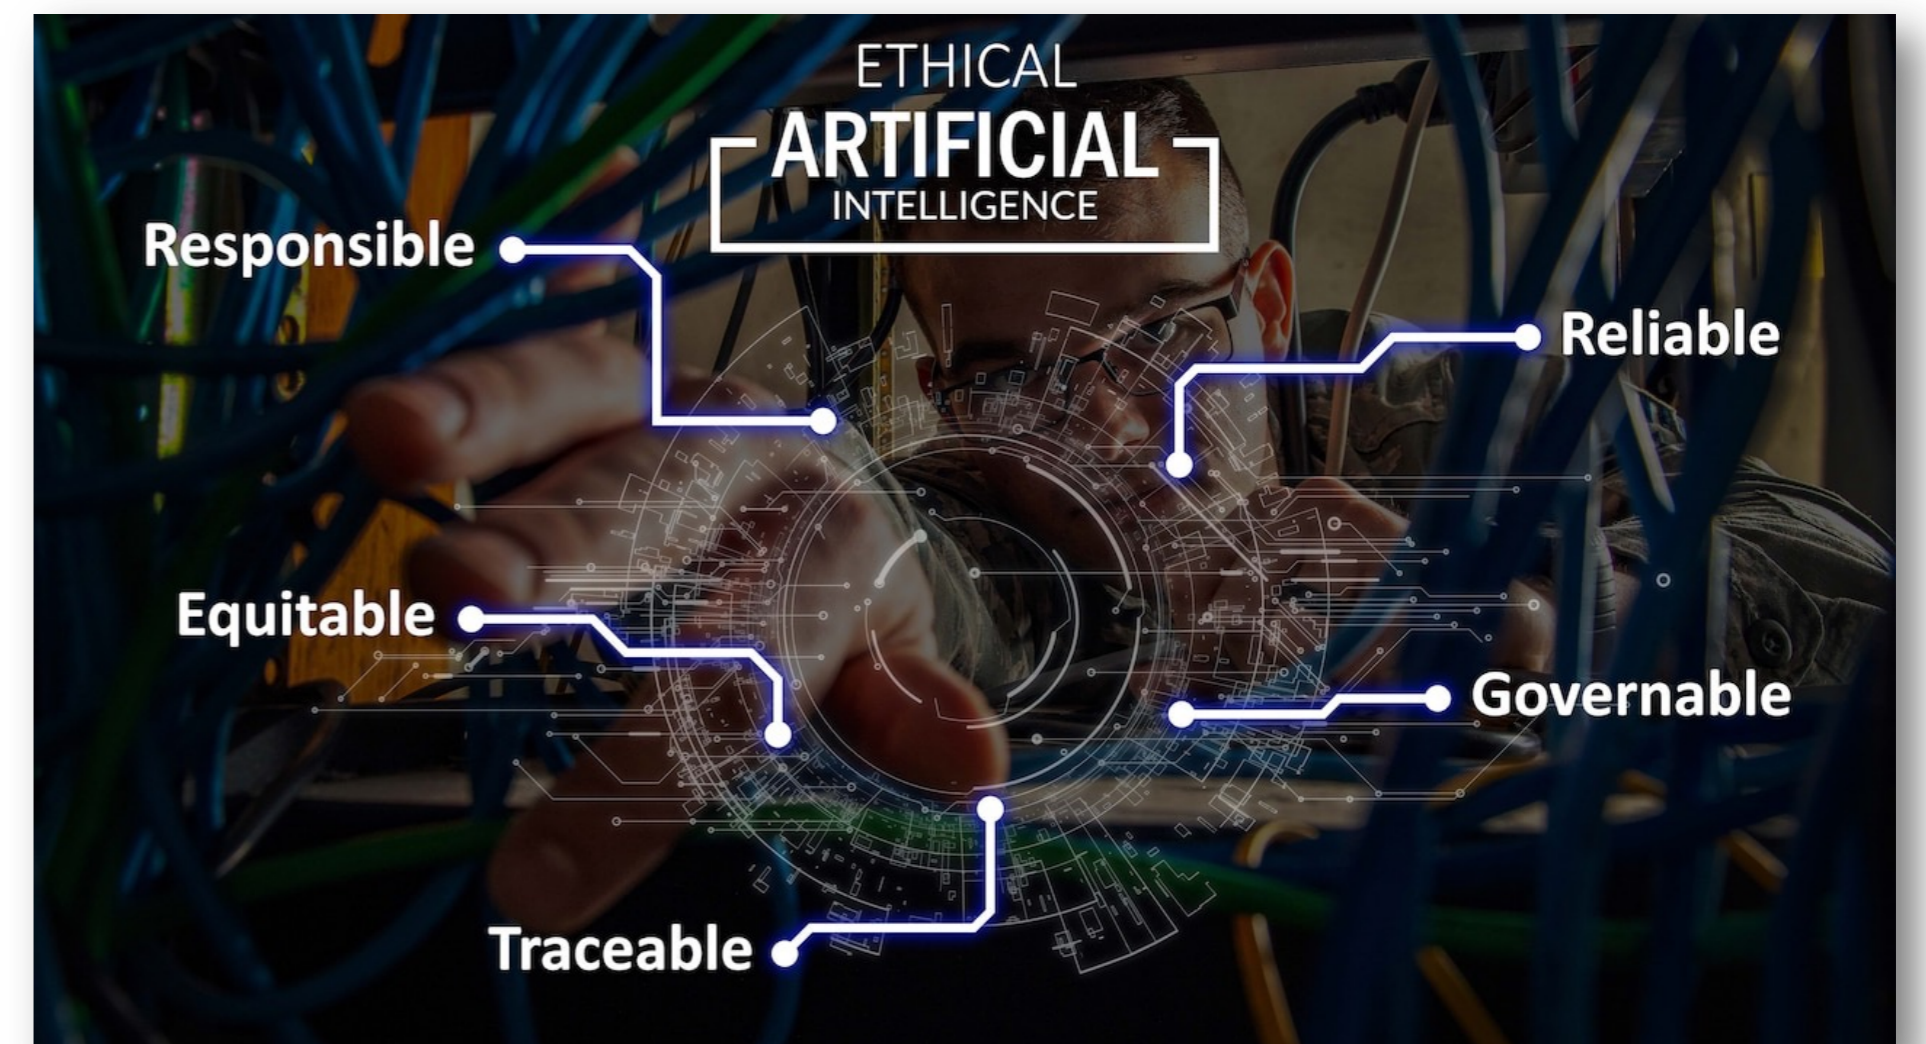 ETHICAL
ARTIFICIAL
INTELLIGENCE
Responsible
Reliable
Equitable
Governable
Traceable